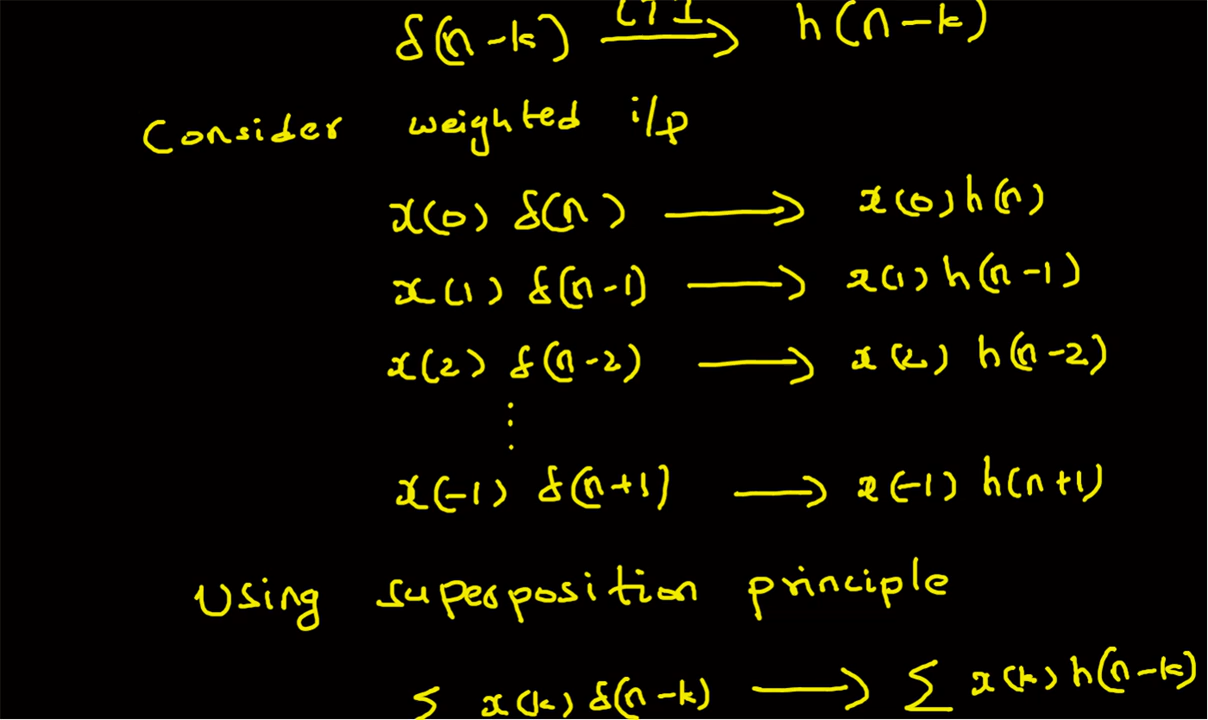 δ(n-k) LTI→ h(n-k)
Consider weighted i/p
x(0) δ(n) → x(0) h(n)
x(1) δ(n-1) → x(1) h(n-1)
x(2) δ(n-2) → x(2) h(n-2)
⋮
x(-1) δ(n+1) → x(-1) h(n+1)
Using superposition principle
Σ x(k) δ(n-k) → Σ x(k) h(n-k)